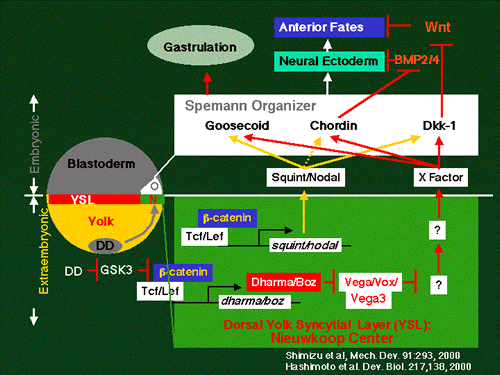 Anterior Fates
Wnt
Gastrulation
Neural Ectoderm
BMP2/4
Spemann Organizer
Goosecoid
Chordin
Dkk-1
Embryonic
Blastoderm
O
Squint/Nodal
X Factor
YSL
N
Extraembryonic
Yolk
β-catenin
Tcf/Lef
squint/nodal
?
DD
DD
GSK3
β-catenin
Tcf/Lef
dharma/boz
Dharma/Boz
Vega/Vox/
Vega3
?
Dorsal Yolk Syncytial Layer (YSL):
Nieuwkoop Center
Shimizu et al, Mech. Dev. 91:293, 2000
Hashimoto et al. Dev. Biol. 217,138, 2000